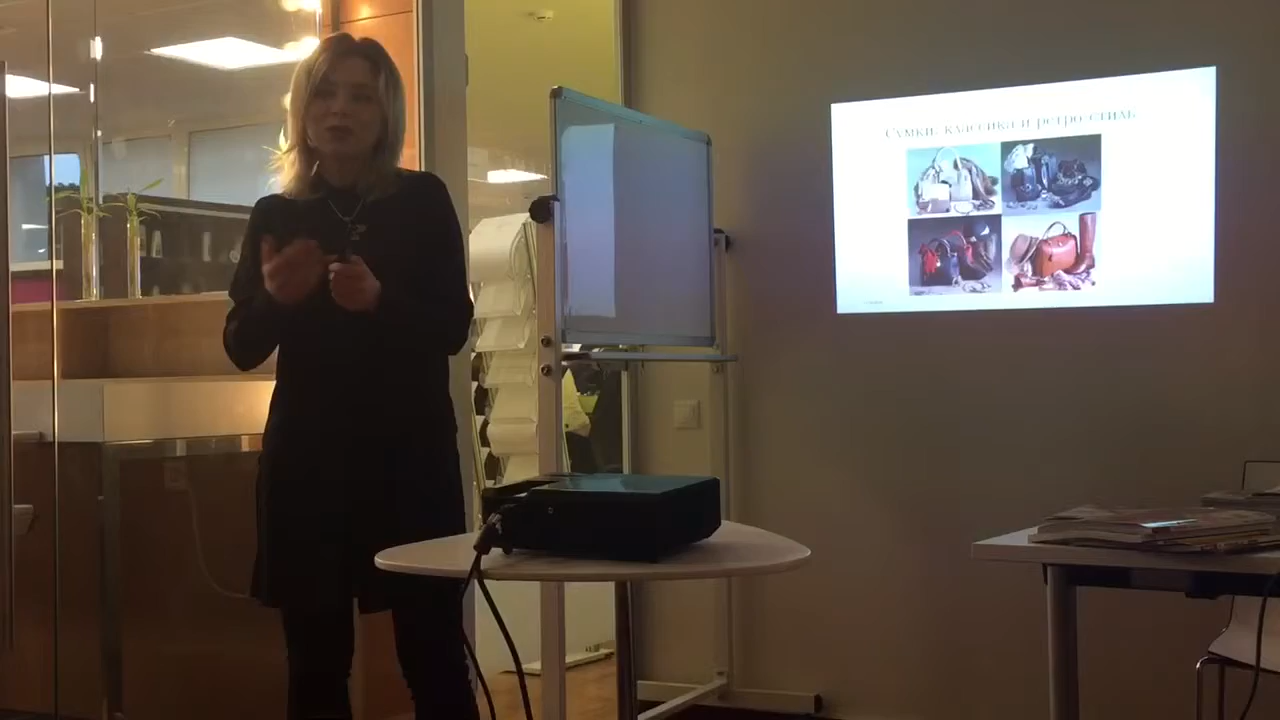 Сумки: классика и ретро-стиль